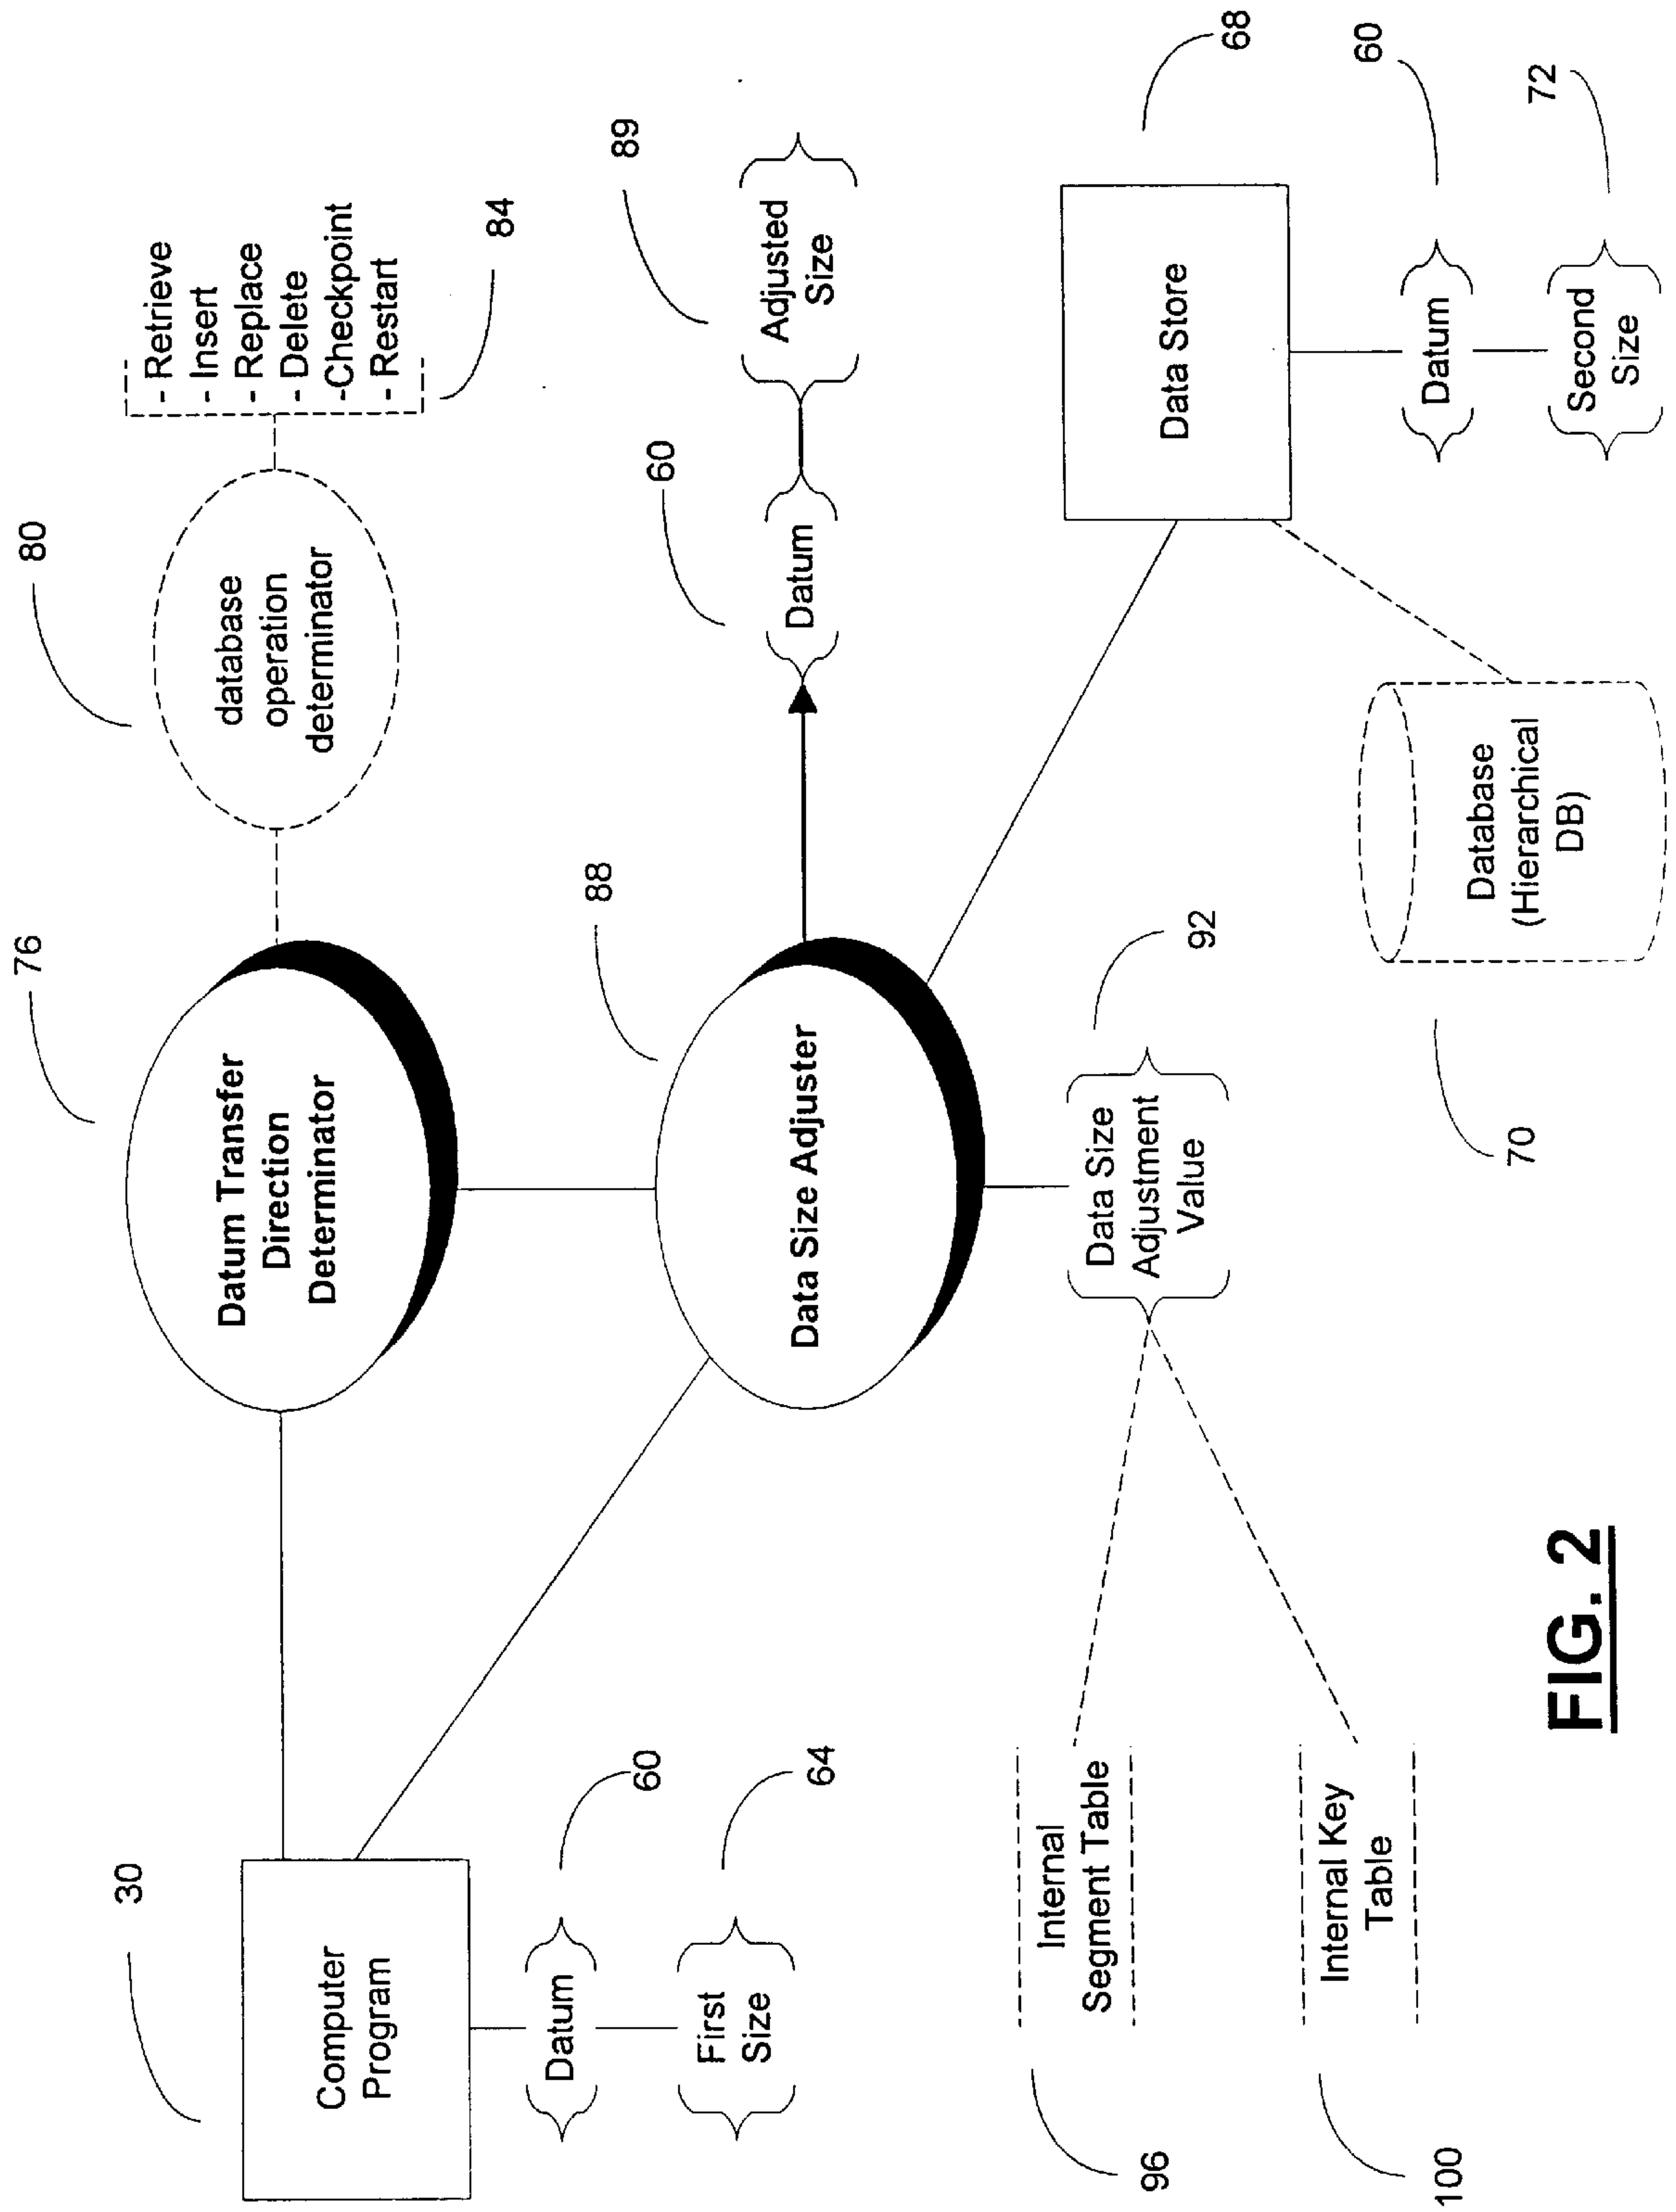 76
Datum Transfer
Direction
Determinator
80
database
operation
determinator
- Retrieve
- Insert
- Replace
- Delete
-Checkpoint
- Restart
84
30
Computer
Program
Datum
60
First
Size
64
88
Data Size Adjuster
60
Datum
89
Adjusted
Size
Data Size
Adjustment
Value
92
Data Store
68
Datum
60
Second
Size
72
96
Internal
Segment Table
100
Internal Key
Table
70
Database
(Hierarchical
DB)
FIG. 2